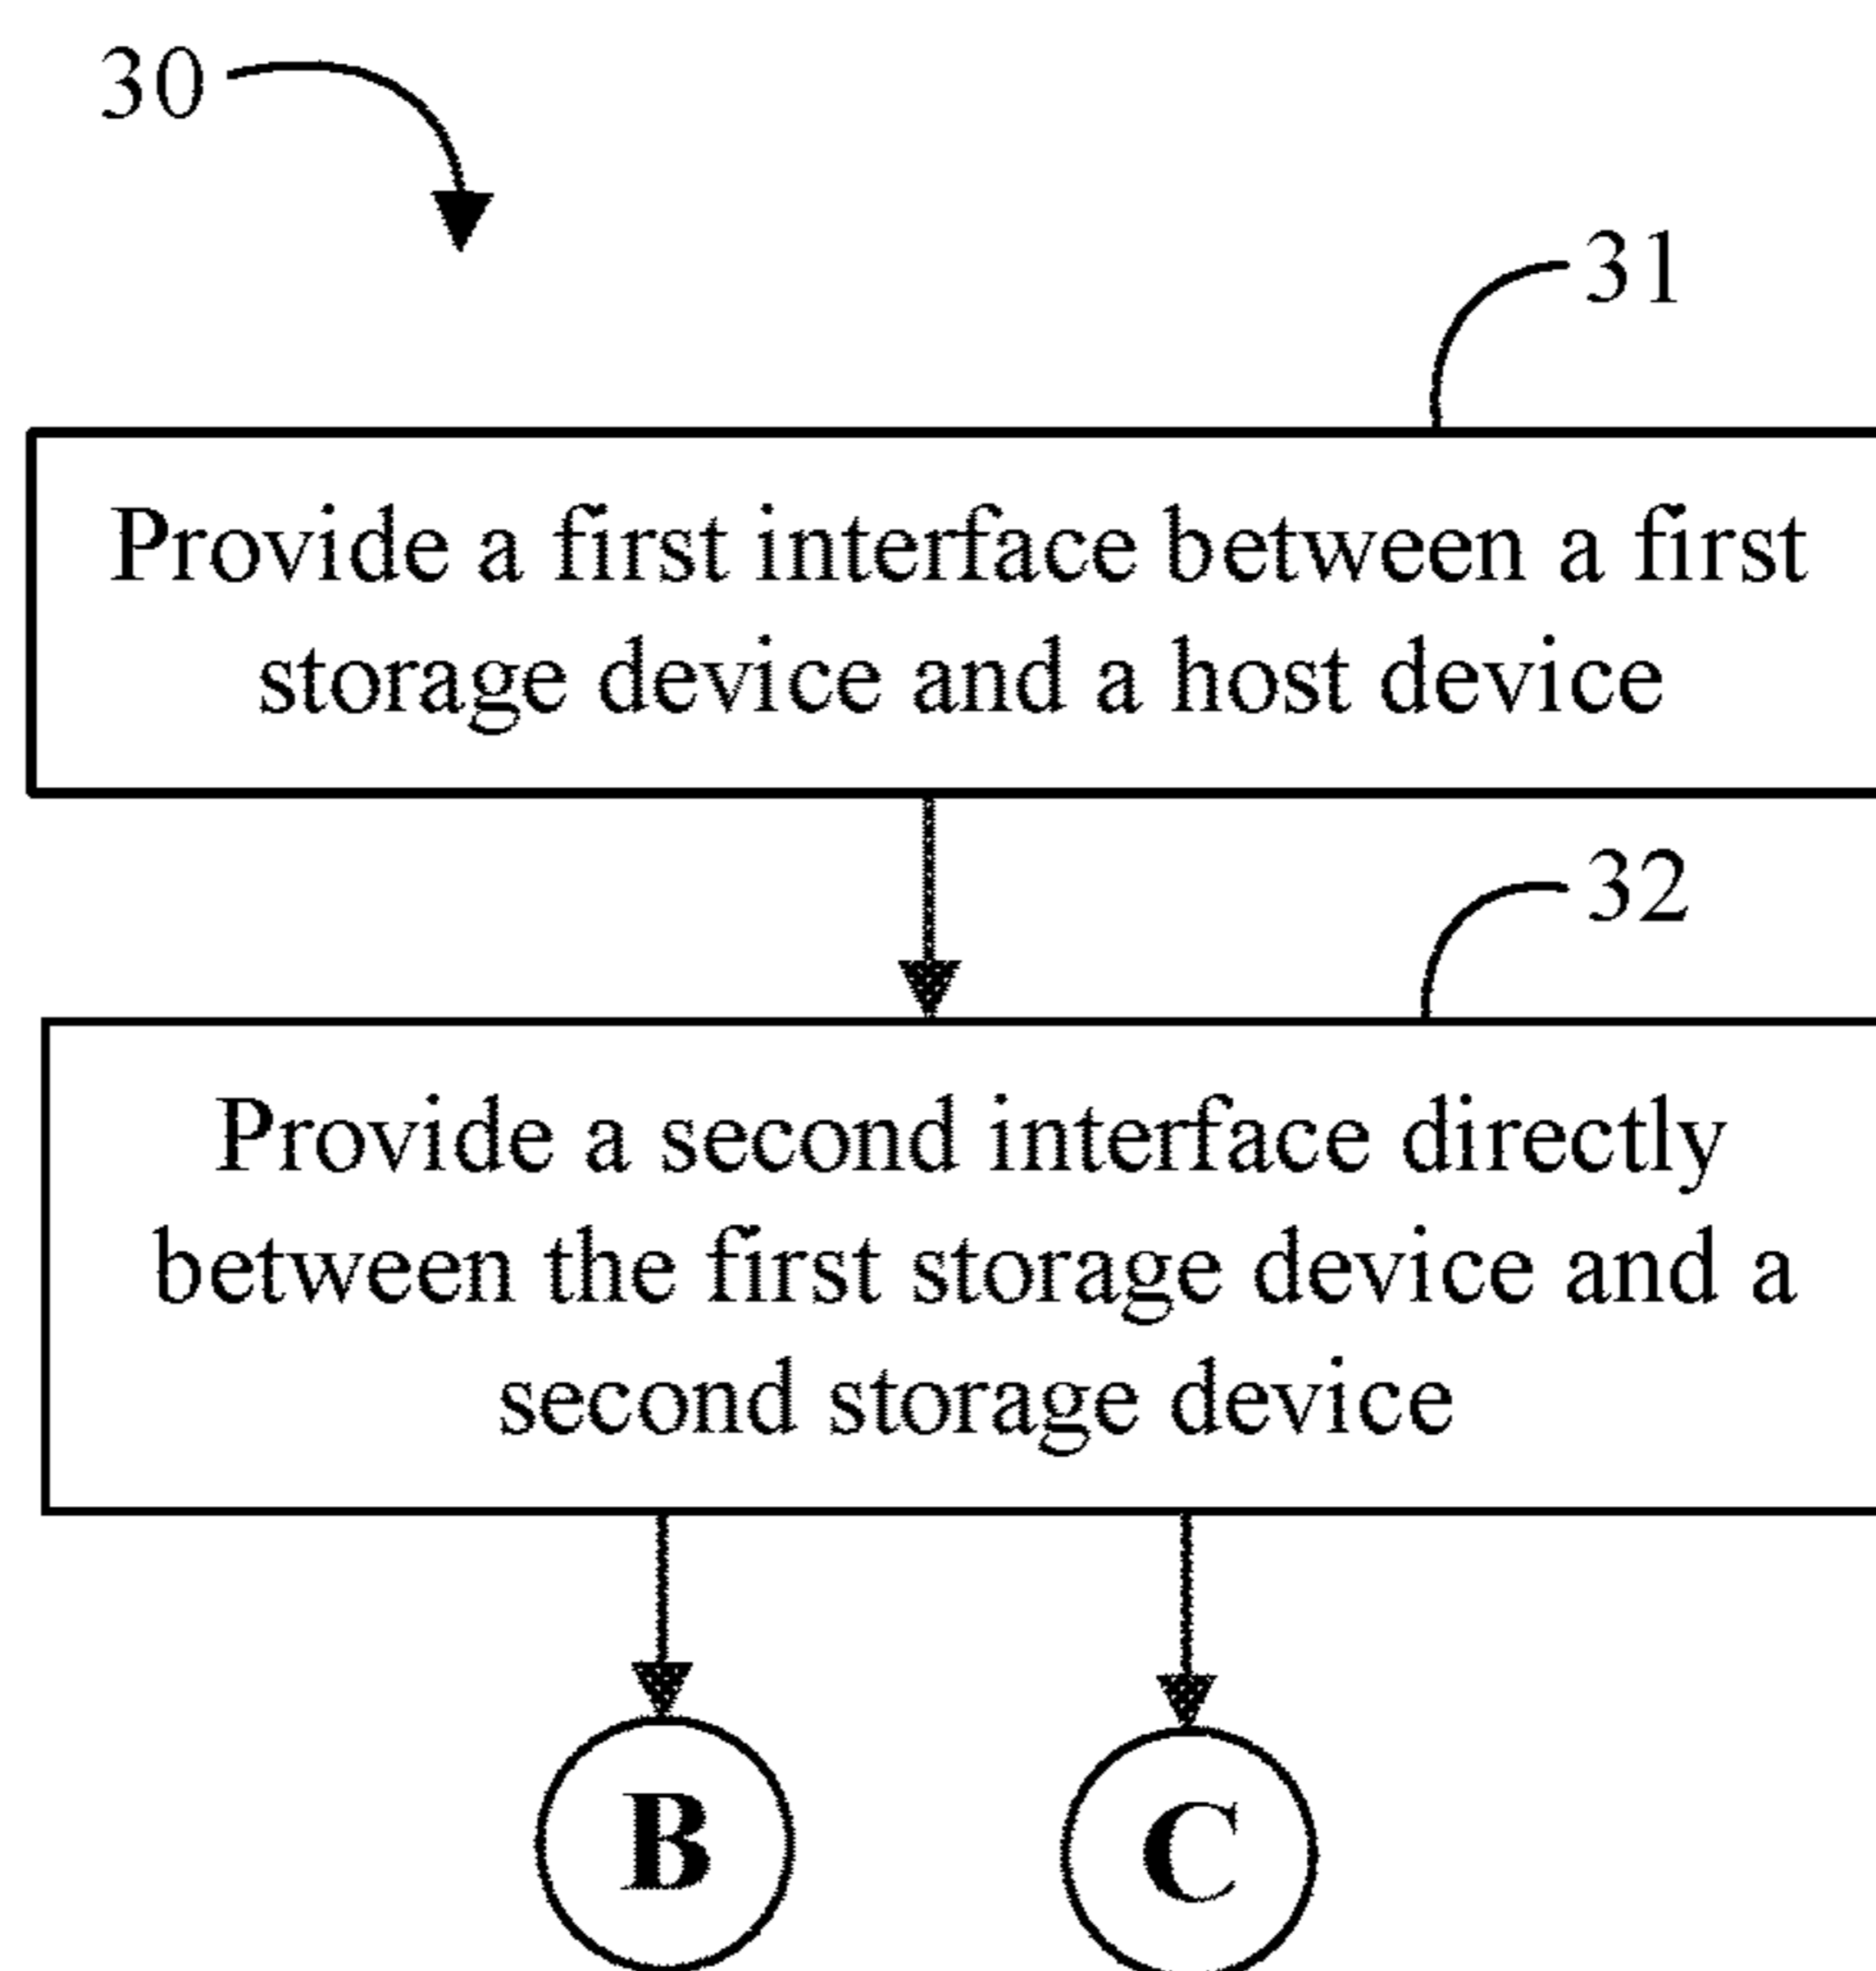 30
31
Provide a first interface between a first
storage device and a host device
32
Provide a second interface directly
between the first storage device and a
second storage device
B
C